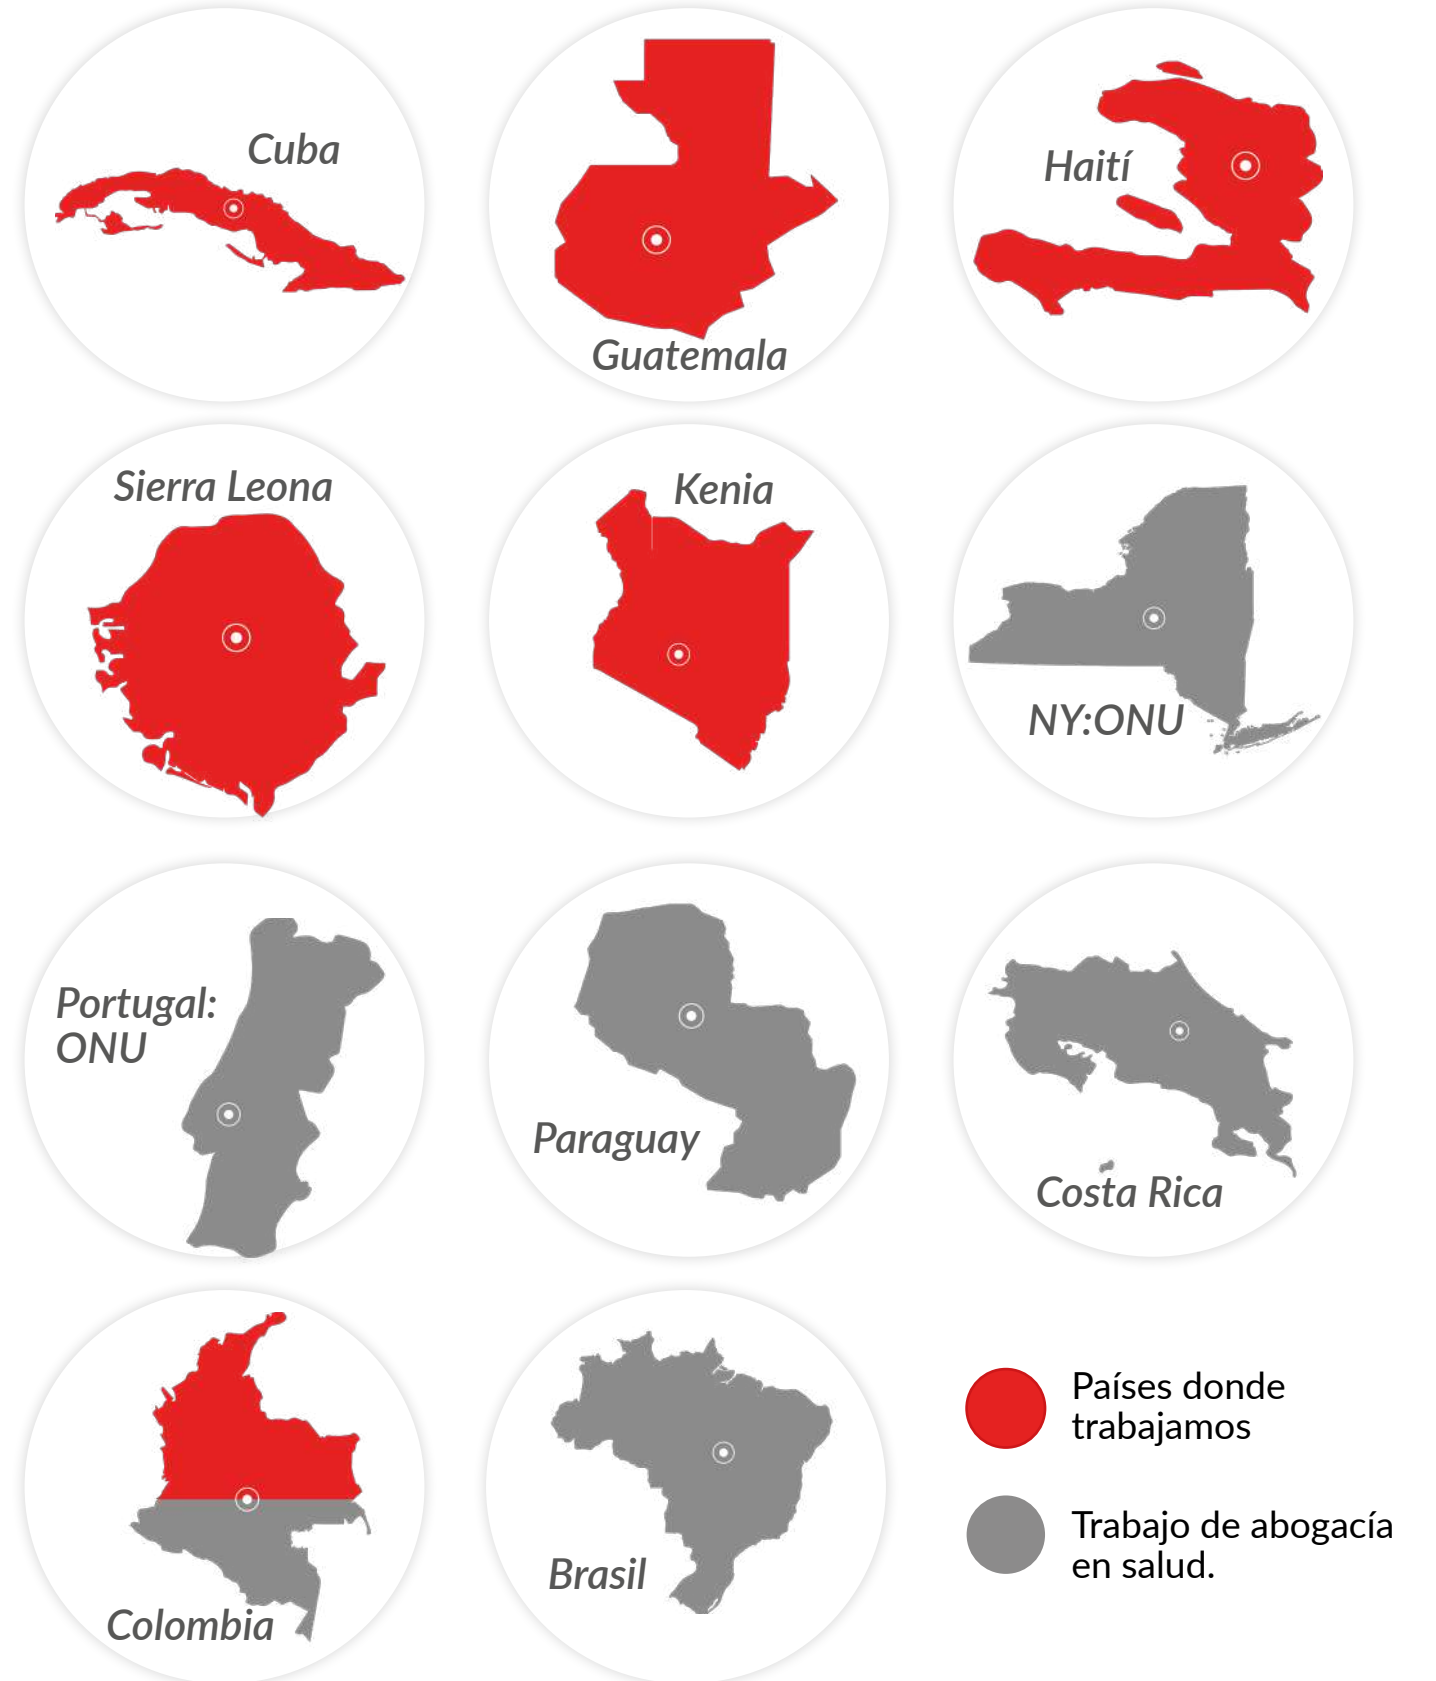 Cuba
Guatemala
Haití
Sierra Leona
Kenia
NY:ONU
Portugal:
ONU
Paraguay
Costa Rica
Colombia
Brasil
Países donde
trabajamos
Trabajo de abogacía
en salud.